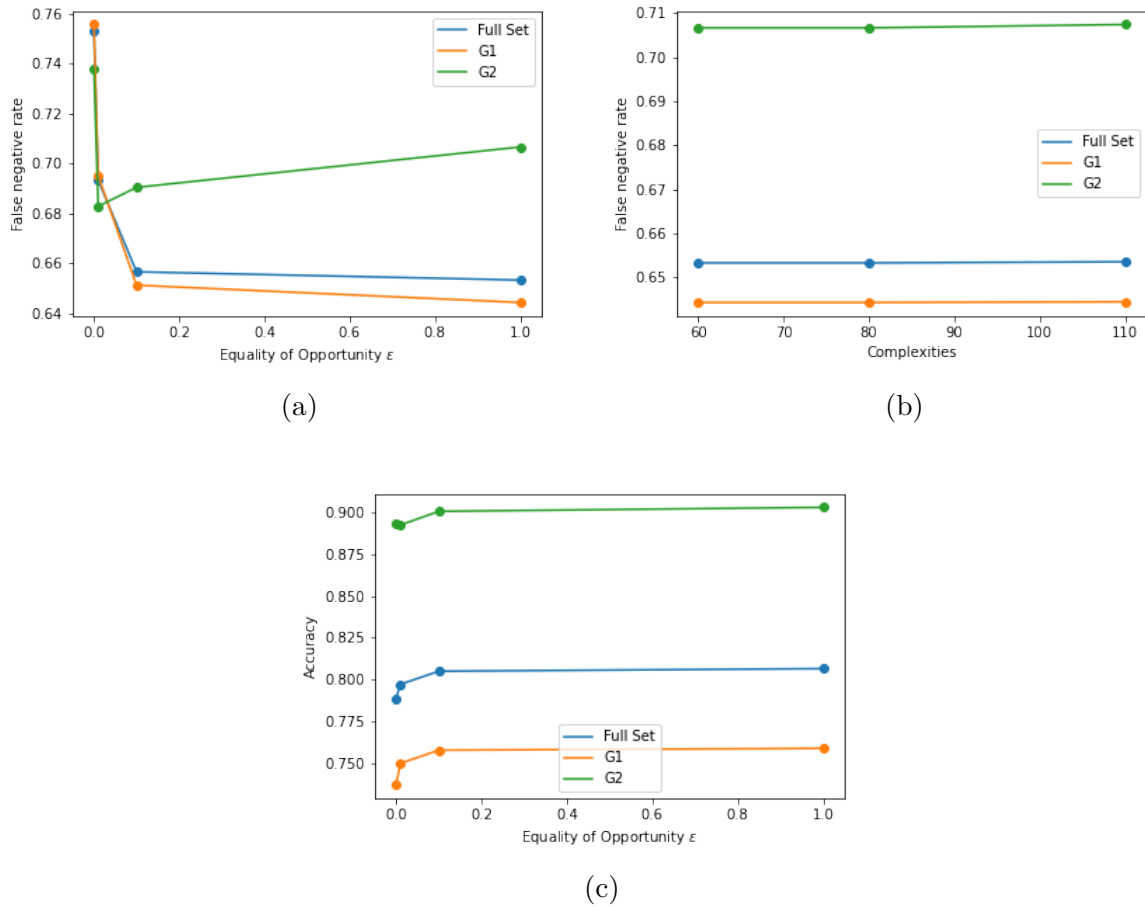 0.76
0.74
0.72
0.70
0.68
0.66
0.64
False negative rate
Full Set
G1
G2
0.0 0.2 0.4 0.6 0.8 1.0
Equality of Opportunity ε
(a)
0.71
0.70
0.69
0.68
0.67
0.66
0.65
False negative rate
Full Set
G1
G2
60 70 80 90 100 110
Complexities
(b)
0.900
0.875
0.850
0.825
0.800
0.775
0.750
Accuracy
Full Set
G1
G2
0.0 0.2 0.4 0.6 0.8 1.0
Equality of Opportunity ε
(c)